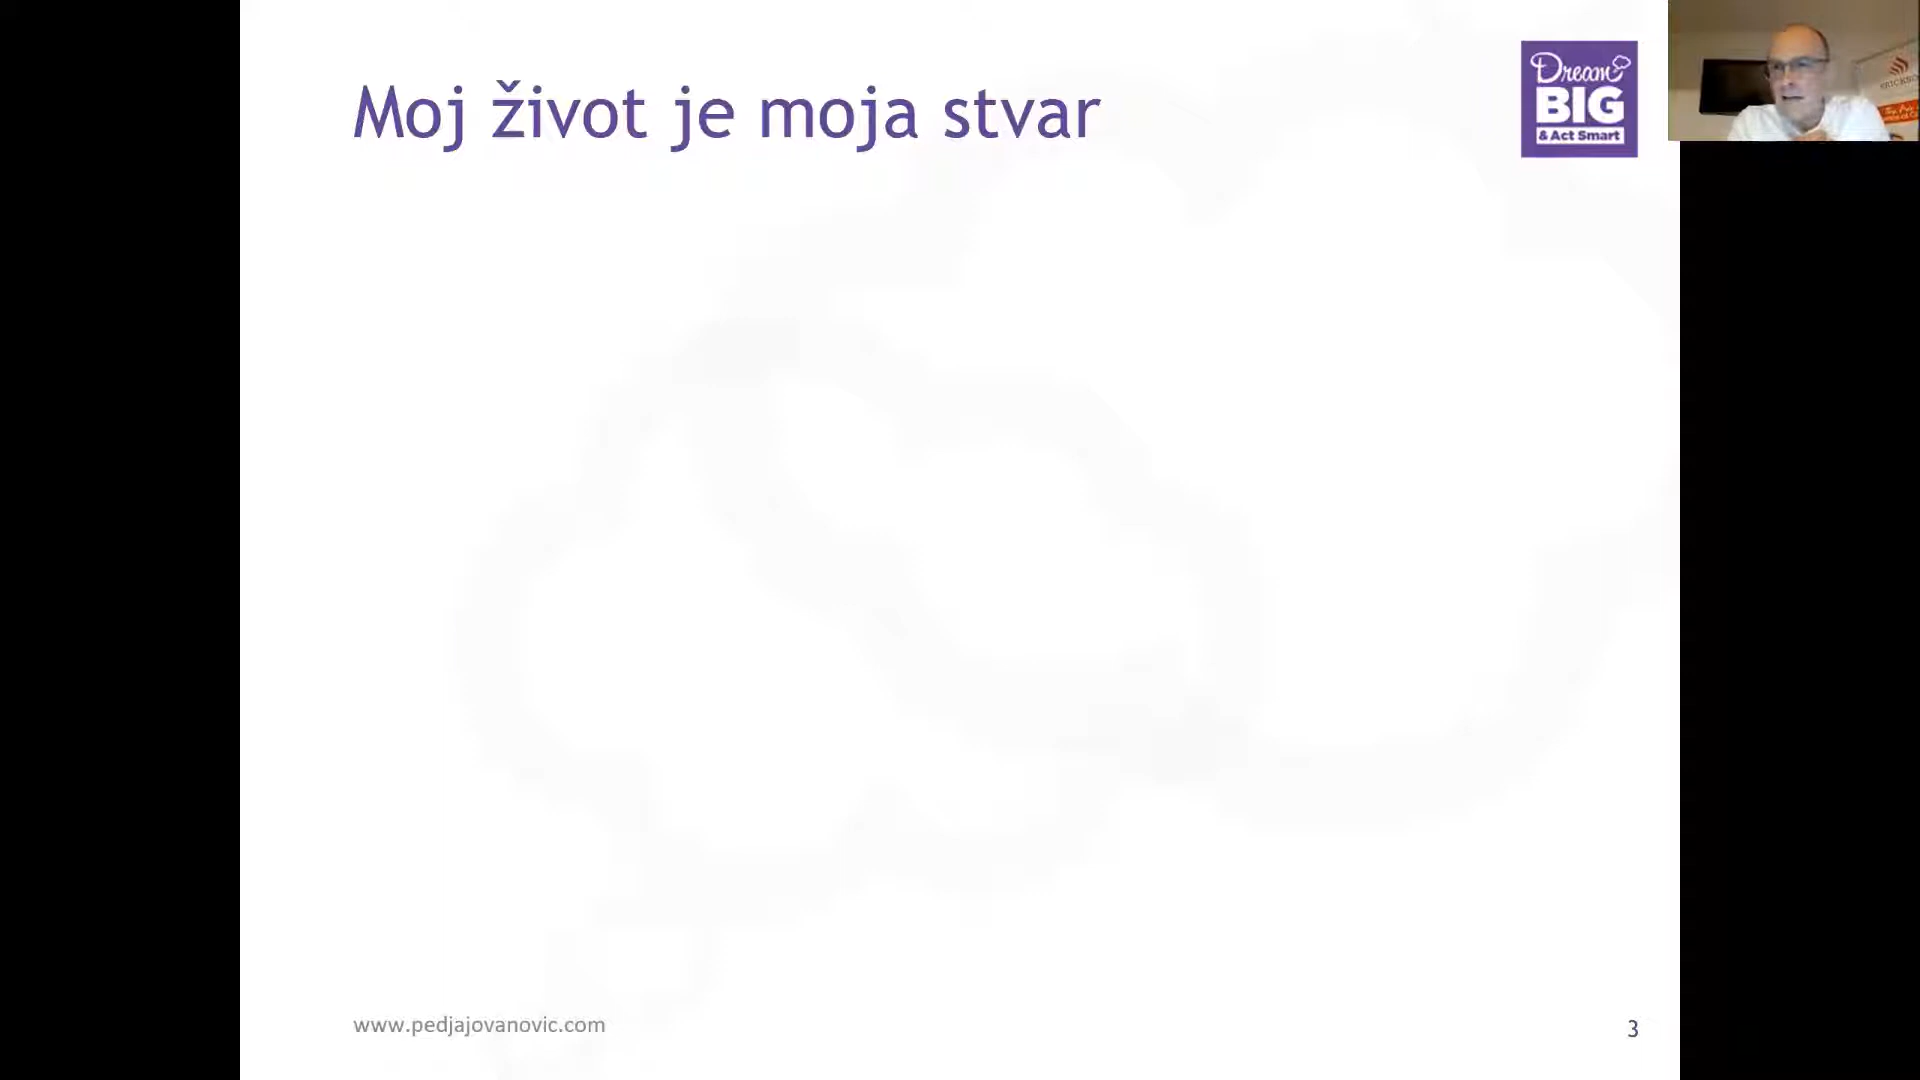 Moj život je moja stvar
Dream
BIG
& Act Smart
www.pedjajovanovic.com
3